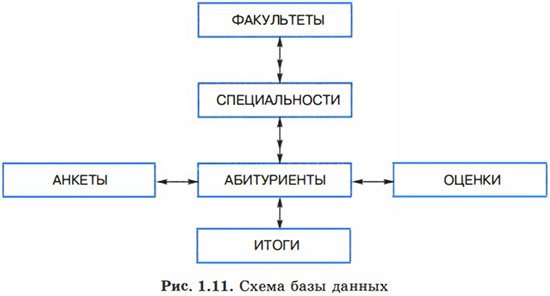 ФАКУЛЬТЕТЫ
СПЕЦИАЛЬНОСТИ
АНКЕТЫ
АБИТУРИЕНТЫ
ОЦЕНКИ
ИТОГИ
Рис. 1.11. Схема базы данных